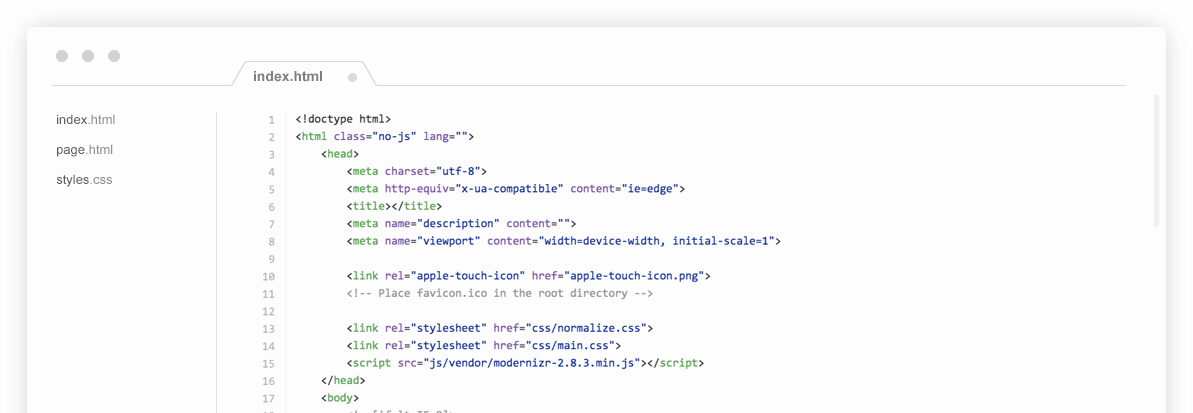 index.html
index.html
page.html
styles.css
1 <!doctype html>
2 <html class="no-js" lang="">
3 <head>
4 <meta charset="utf-8">
5 <meta http-equiv="x-ua-compatible" content="ie=edge">
6 <title></title>
7 <meta name="description" content="">
8 <meta name="viewport" content="width=device-width, initial-scale=1">
9
10 <link rel="apple-touch-icon" href="apple-touch-icon.png">
11 <!-- Place favicon.ico in the root directory -->
12
13 <link rel="stylesheet" href="css/normalize.css">
14 <link rel="stylesheet" href="css/main.css">
15 <script src="js/vendor/modernizr-2.8.3.min.js"></script>
16 </head>
17 <body>